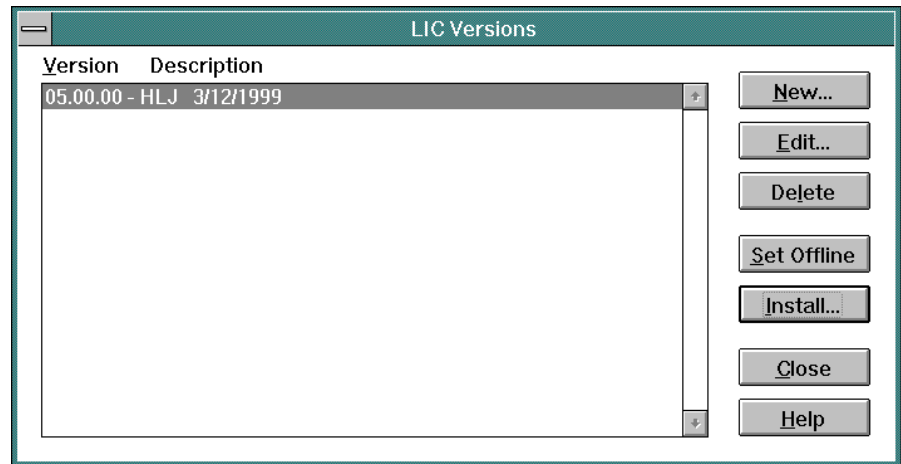 LIC Versions
Version Description
05.00.00 - HLJ 3/12/1999
New...
Edit...
Delete
Set Offline
Install...
Close
Help